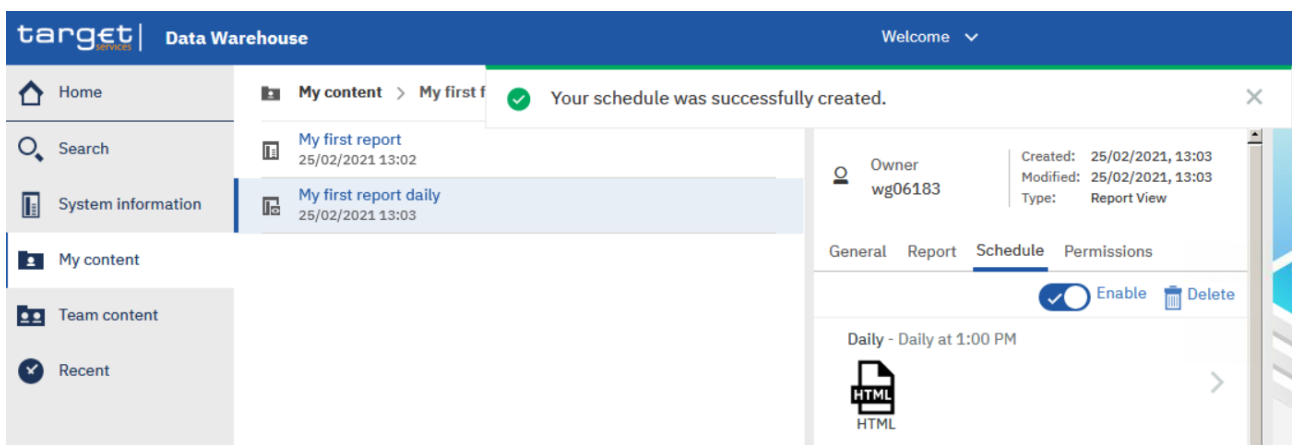 target services Data Warehouse Welcome
Home
Search
System information
My content
Team content
Recent
My content > My first f
My first report
25/02/2021 13:02
My first report daily
25/02/2021 13:03
Your schedule was successfully created.
Owner
wg06183
Created: 25/02/2021, 13:03
Modified: 25/02/2021, 13:03
Type: Report View
General Report Schedule Permissions
Enable Delete
Daily - Daily at 1:00 PM
HTML
HTML